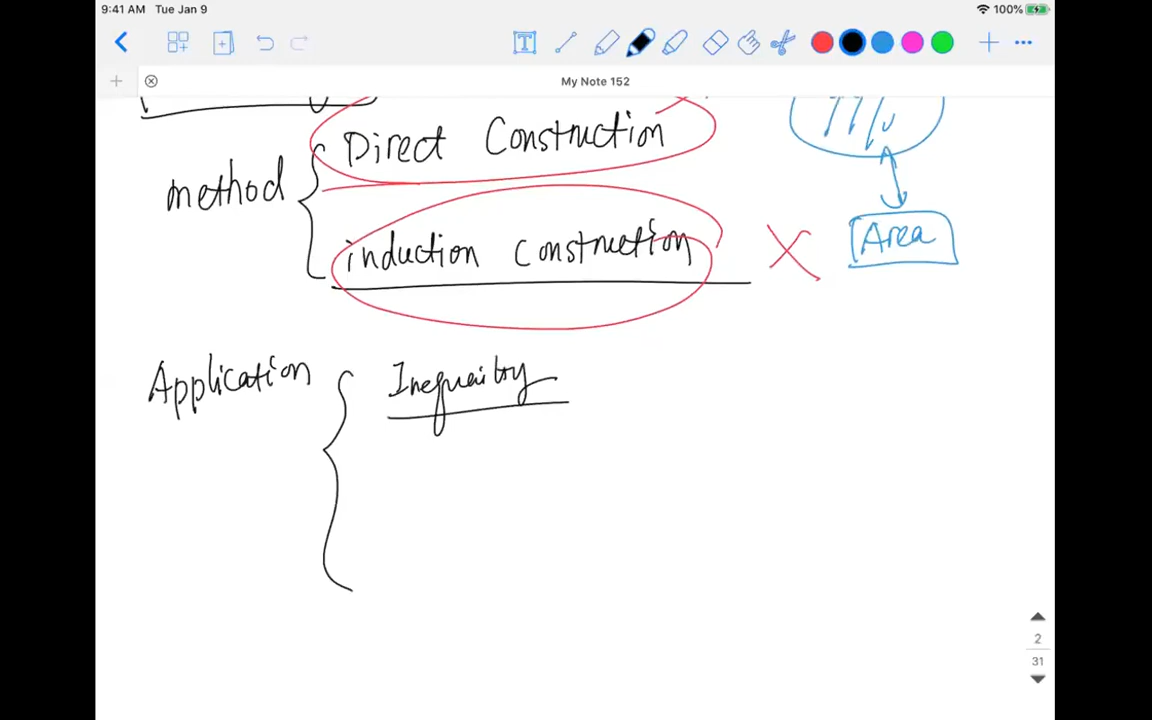 9:41 AM Tue Jan 9
100%
My Note 152
Direct Construction
method
induction construction
Area
Application
Inequality
2
31